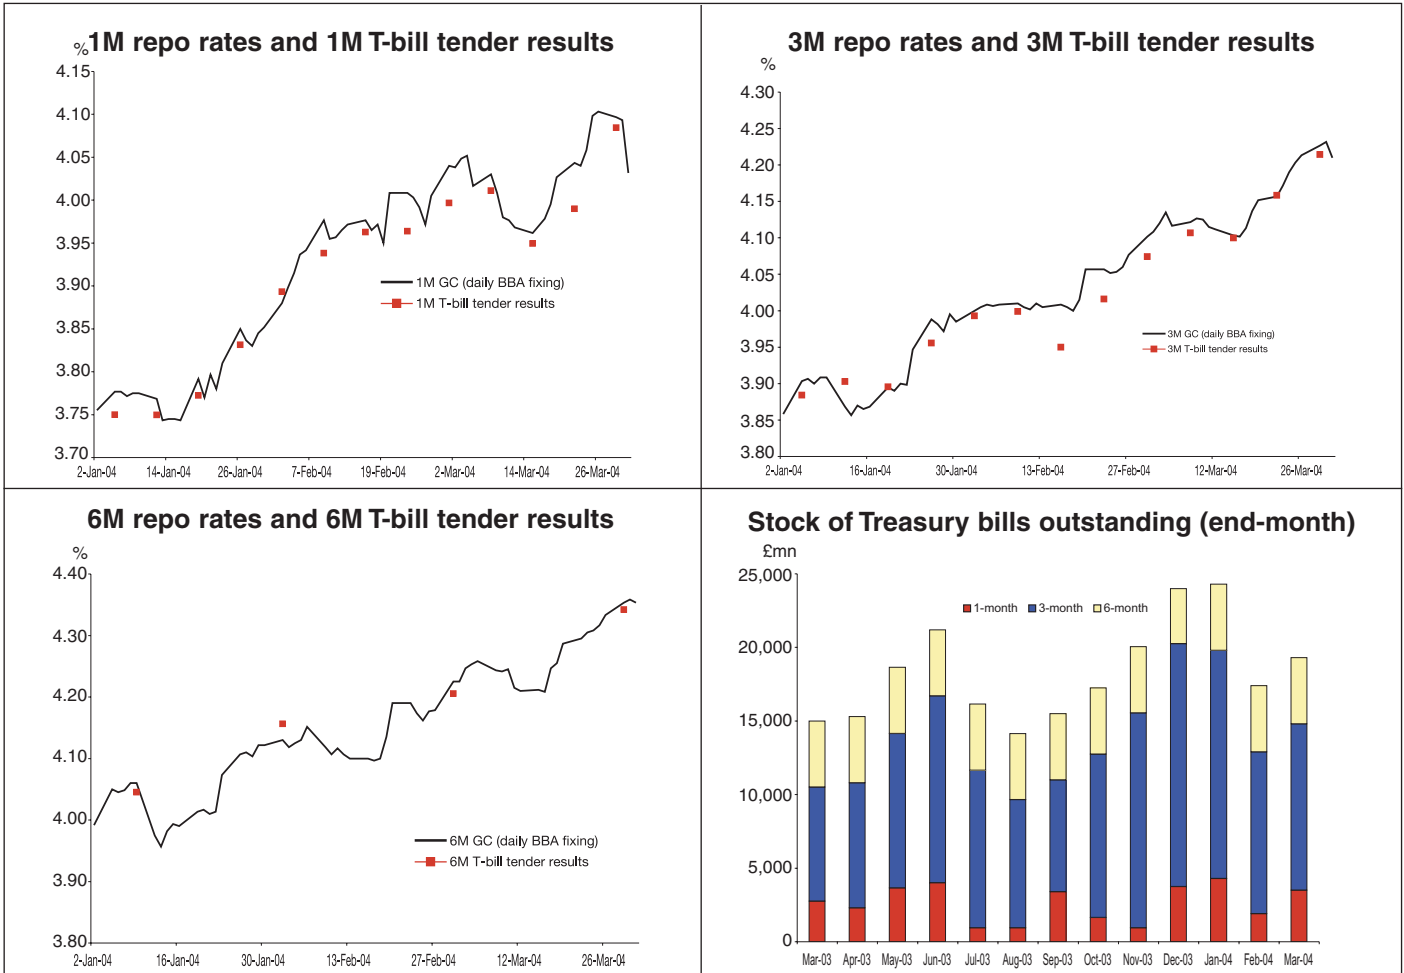 1M repo rates and 1M T-bill tender results
%
4.15
4.10
4.05
4.00
3.95
3.90
3.85
3.80
3.75
3.70
1M GC (daily BBA fixing)
1M T-bill tender results
2-Jan-04 14-Jan-04 26-Jan-04 7-Feb-04 19-Feb-04 2-Mar-04 14-Mar-04 26-Mar-04
3M repo rates and 3M T-bill tender results
%
4.30
4.20
4.15
4.10
4.05
4.00
3.95
3.90
3.85
3.80
3M GC (daily BBA fixing)
3M T-bill tender results
2-Jan-04 16-Jan-04 30-Jan-04 13-Feb-04 27-Feb-04 12-Mar-04 26-Mar-04
6M repo rates and 6M T-bill tender results
%
4.40
4.30
4.20
4.10
4.00
3.90
3.80
6M GC (daily BBA fixing)
6M T-bill tender results
2-Jan-04 16-Jan-04 30-Jan-04 13-Feb-04 27-Feb-04 12-Mar-04 26-Mar-04
Stock of Treasury bills outstanding (end-month)
£mn
25,000
20,000
15,000
10,000
5,000
0
1-month 3-month 6-month
Mar-03 Apr-03 May-03 Jun-03 Jul-03 Aug-03 Sep-03 Oct-03 Nov-03 Dec-03 Jan-04 Feb-04 Mar-04